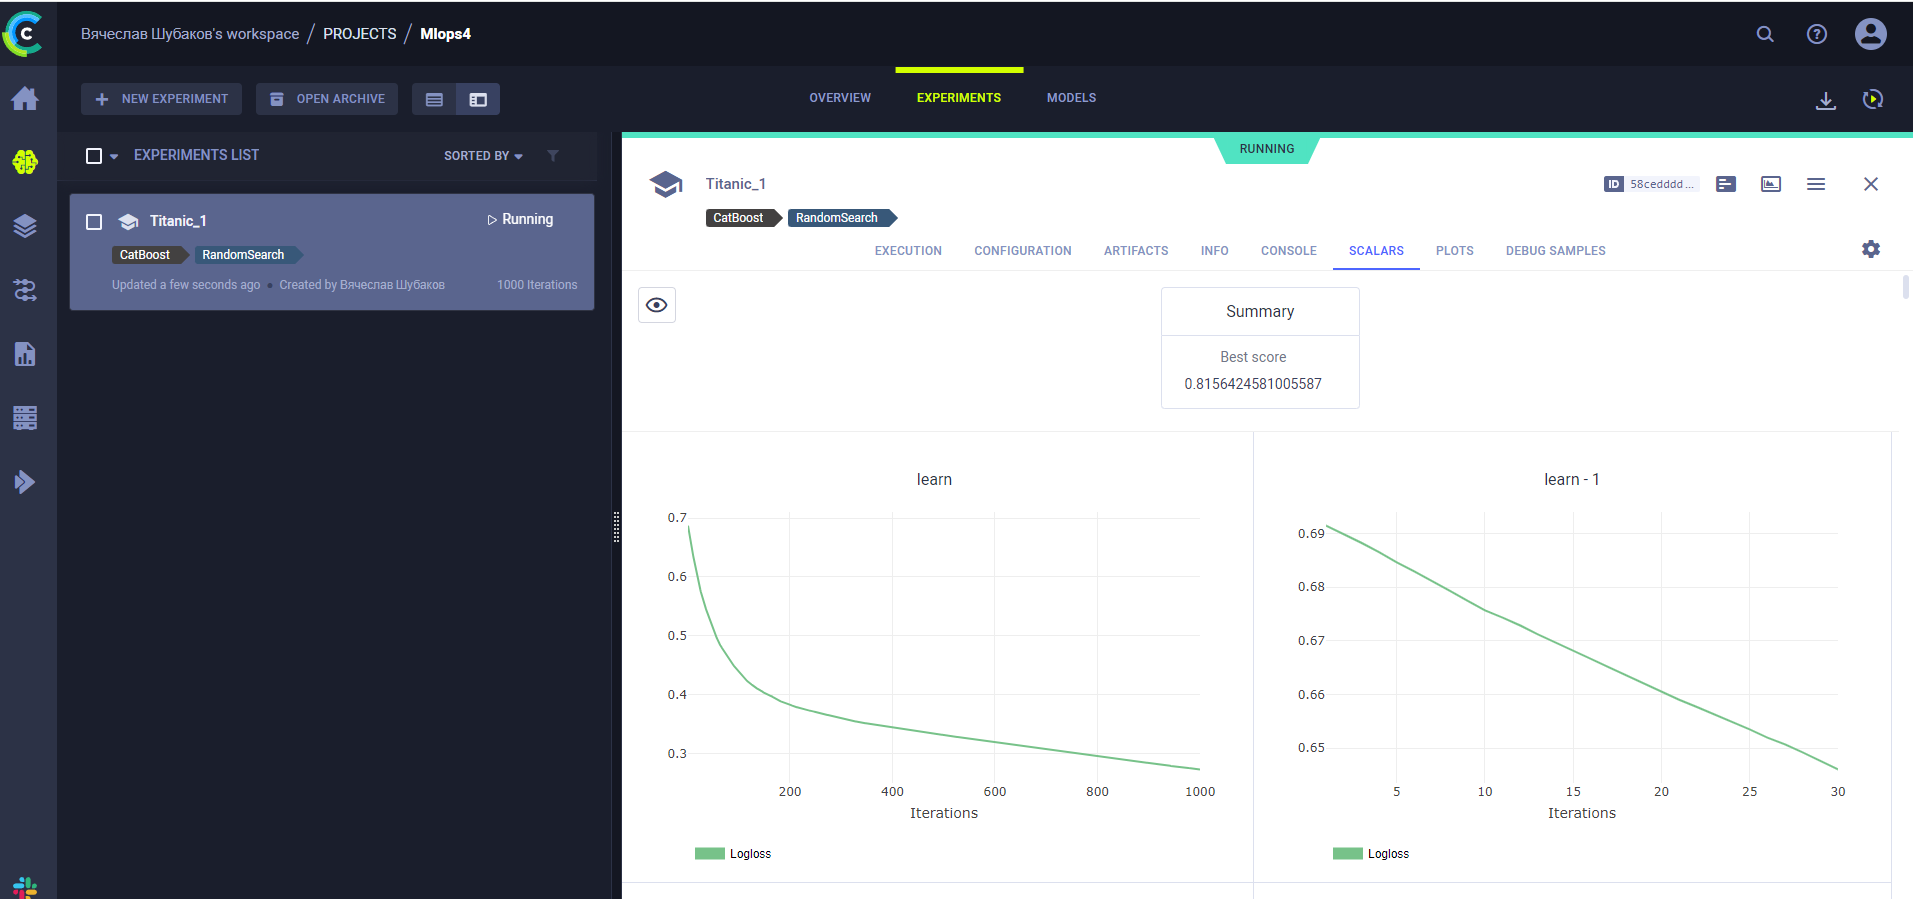 Вячеслав Шубаков's workspace / PROJECTS / Mlops4
NEW EXPERIMENT
OPEN ARCHIVE
OVERVIEW
EXPERIMENTS
MODELS
EXPERIMENTS LIST
SORTED BY
Titanic_1
Running
CatBoost
RandomSearch
Updated a few seconds ago • Created by Вячеслав Шубаков
1000 Iterations
RUNNING
Titanic_1
ID 58cedddd ...
CatBoost
RandomSearch
EXECUTION
CONFIGURATION
ARTIFACTS
INFO
CONSOLE
SCALARS
PLOTS
DEBUG SAMPLES
Summary
Best score
0.8156424581005587
learn
0.7
0.6
0.5
0.4
0.3
200 400 600 800 1000
Iterations
Logloss
learn - 1
0.69
0.68
0.67
0.66
0.65
5 10 15 20 25 30
Iterations
Logloss